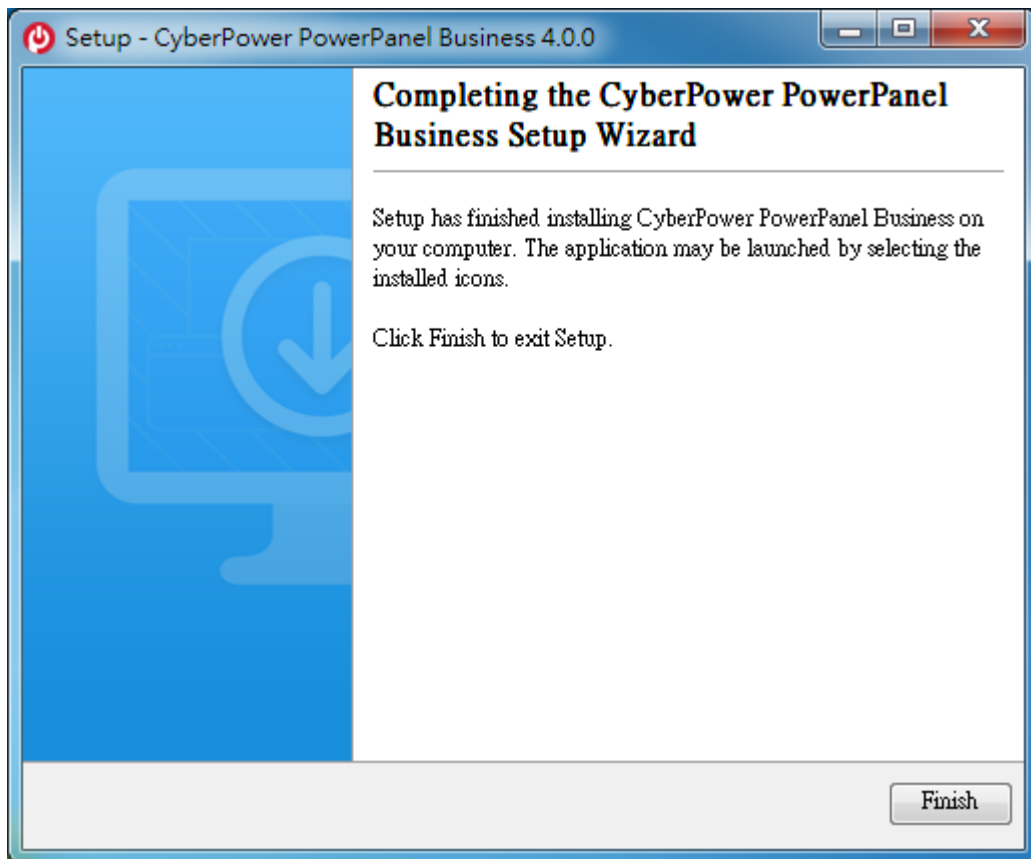 Setup - CyberPower PowerPanel Business 4.0.0
Completing the CyberPower PowerPanel
Business Setup Wizard
Setup has finished installing CyberPower PowerPanel Business on
your computer. The application may be launched by selecting the
installed icons.
Click Finish to exit Setup.
Finish